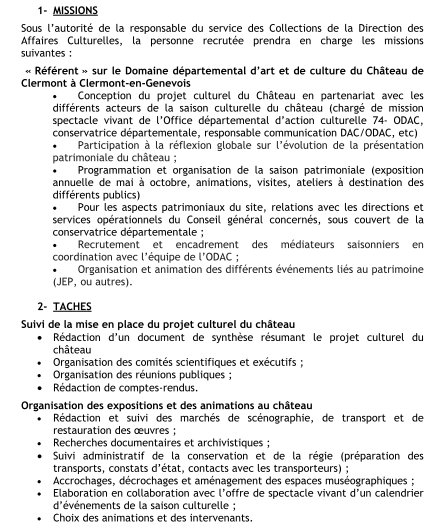 1- MISSIONS
Sous l'autorité de la responsable du service des Collections de la Direction des
Affaires Culturelles, la personne recrutée prendra en charge les missions
suivantes :
« Référent » sur le Domaine départemental d'art et de culture du Château de
Clermont à Clermont-en-Genevois
• Conception du projet culturel du Château en partenariat avec les
différents acteurs de la saison culturelle du château (chargé de mission
spectacle vivant de l'Office départemental d'action culturelle 74- ODAC,
conservatrice départementale, responsable communication DAC/ODAC, etc)
• Participation à la réflexion globale sur l'évolution de la présentation
patrimoniale du château ;
• Programmation et organisation de la saison patrimoniale (exposition
annuelle de mai à octobre, animations, visites, ateliers à destination des
différents publics)
• Pour les aspects patrimoniaux du site, relations avec les directions et
services opérationnels du Conseil général concernés, sous couvert de la
conservatrice départementale ;
• Recrutement et encadrement des médiateurs saisonniers en
coordination avec l'équipe de l'ODAC ;
• Organisation et animation des différents événements liés au patrimoine
(JEP, ou autres).
2- TACHES
Suivi de la mise en place du projet culturel du château
• Rédaction d'un document de synthèse résumant le projet culturel du
château
• Organisation des comités scientifiques et exécutifs ;
• Organisation des réunions publiques ;
• Rédaction de comptes-rendus.
Organisation des expositions et des animations au château
• Rédaction et suivi des marchés de scénographie, de transport et de
restauration des œuvres ;
• Recherches documentaires et archivistiques ;
• Suivi administratif de la conservation et de la régie (préparation des
transports, constats d'état, contacts avec les transporteurs) ;
• Accrochages, décrochages et aménagement des espaces muséographiques ;
• Elaboration en collaboration avec l'offre de spectacle vivant d'un calendrier
d'événements de la saison culturelle ;
• Choix des animations et des intervenants.